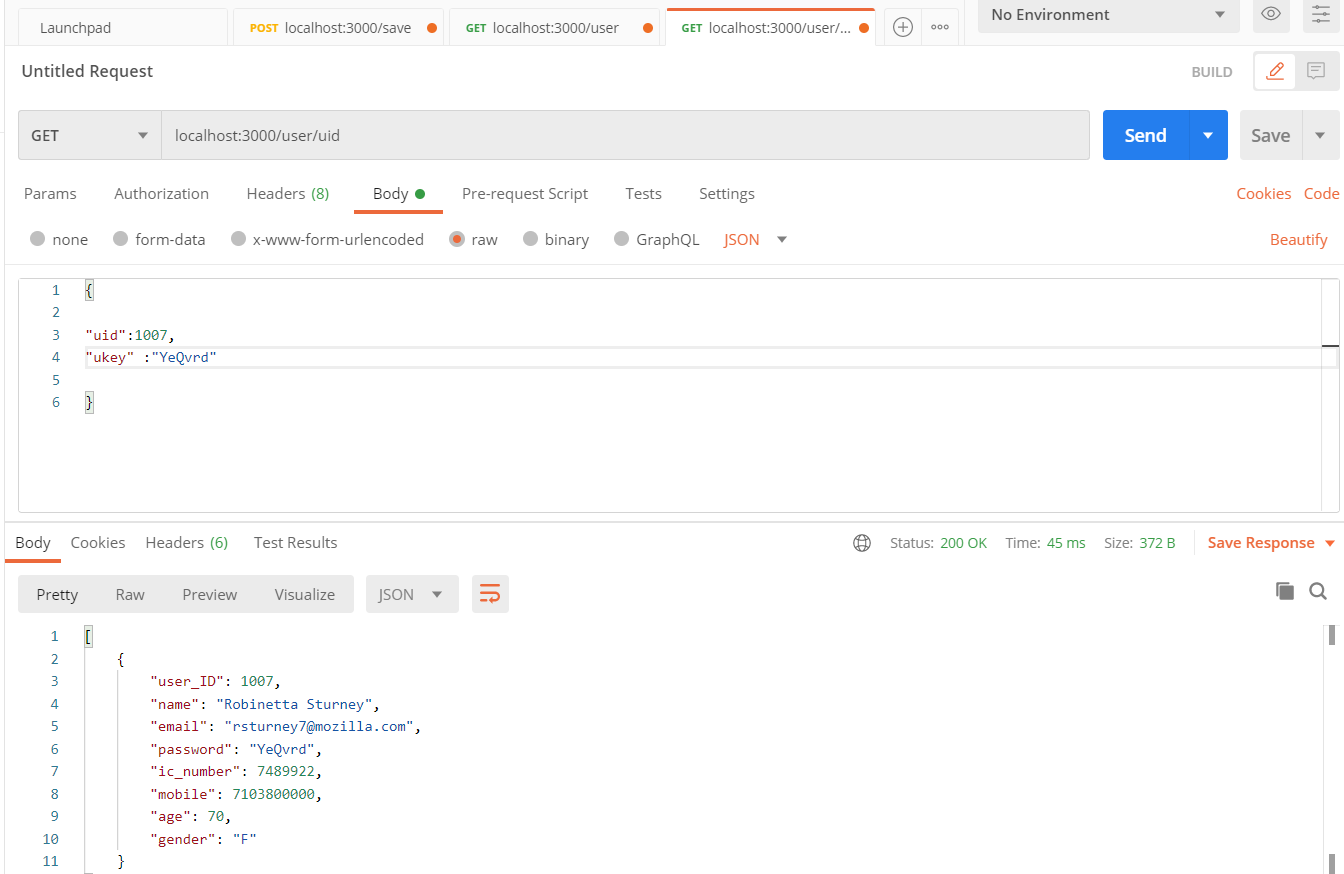 Launchpad
POST localhost:3000/save
GET localhost:3000/user
GET localhost:3000/user/...
No Environment
Untitled Request
BUILD
GET
localhost:3000/user/uid
Send
Save
Params Authorization Headers (8) Body Pre-request Script Tests Settings Cookies Code
none form-data x-www-form-urlencoded raw binary GraphQL JSON Beautify
1 {
2
3 "uid":1007,
4 "ukey" :"YeQvrd"
5
6 }
Body Cookies Headers (6) Test Results Status: 200 OK Time: 45 ms Size: 372 B Save Response
Pretty Raw Preview Visualize JSON
1 [
2 {
3 "user_ID": 1007,
4 "name": "Robinetta Sturney",
5 "email": "rsturney7@mozilla.com",
6 "password": "YeQvrd",
7 "ic_number": 7489922,
8 "mobile": 7103800000,
9 "age": 70,
10 "gender": "F"
11 }